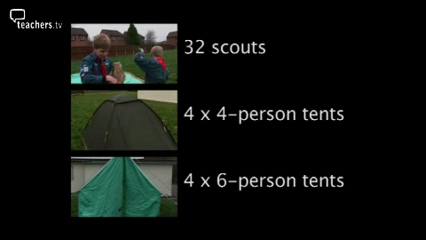 teachers.tv
32 scouts
4 x 4-person tents
4 x 6-person tents